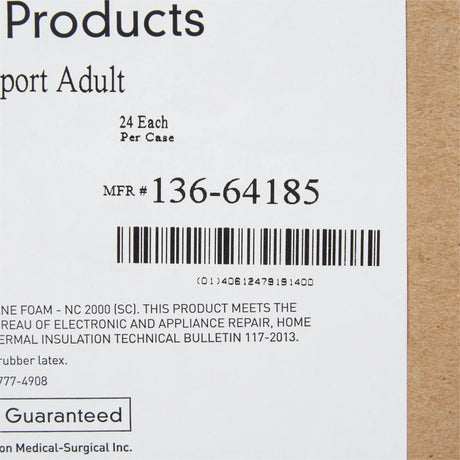 Products
port Adult
24 Each
Per Case
MFR # 136-64185
(01)40612479191400
NE FOAM - NC 2000 (SC). THIS PRODUCT MEETS THE
REAU OF ELECTRONIC AND APPLIANCE REPAIR, HOME
ERMAL INSULATION TECHNICAL BULLETIN 117-2013.
rubber latex.
777-4908
Guaranteed
on Medical-Surgical Inc.